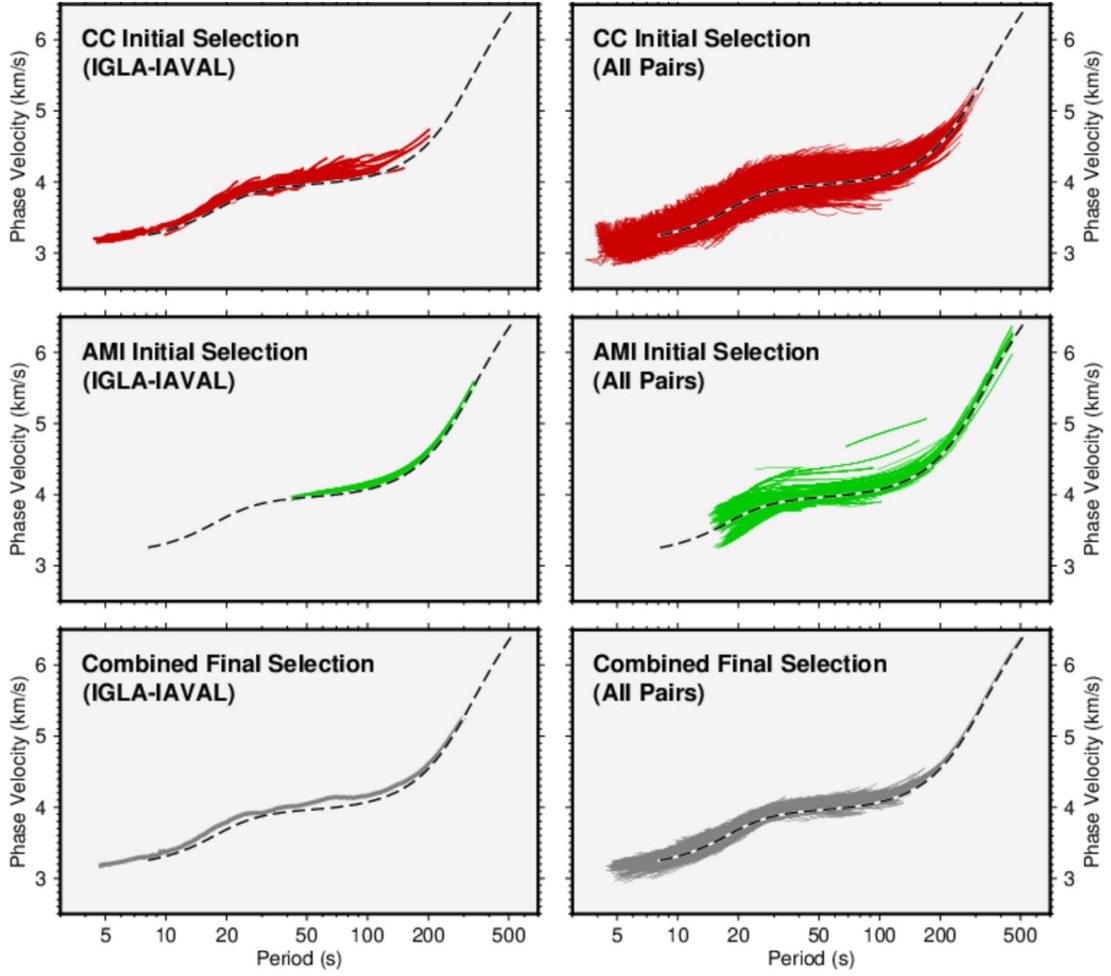 CC Initial Selection
(IGLA-IAVAL)
CC Initial Selection
(All Pairs)
Phase Velocity (km/s)
6
5
4
3
6
5
4
3
Phase Velocity (km/s)
AMI Initial Selection
(IGLA-IAVAL)
AMI Initial Selection
(All Pairs)
Phase Velocity (km/s)
6
5
4
3
6
5
4
3
Phase Velocity (km/s)
Combined Final Selection
(IGLA-IAVAL)
Combined Final Selection
(All Pairs)
Phase Velocity (km/s)
6
5
4
3
6
5
4
3
Phase Velocity (km/s)
5 10 20 50 100 200 500
Period (s)
5 10 20 50 100 200 500
Period (s)